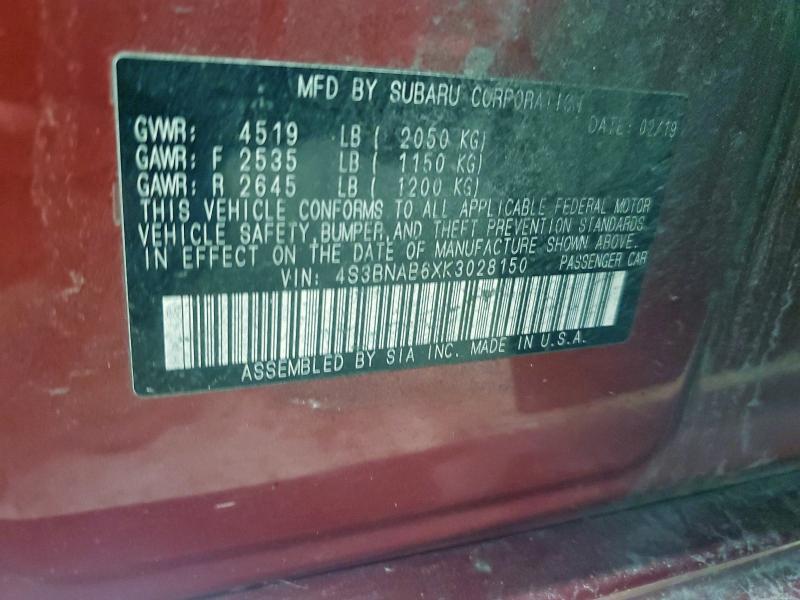 MFD BY SUBARU CORPORATION
DATE: 02/19
GVWR: 4519 LB ( 2050 KG)
GAWR: F 2535 LB ( 1150 KG)
GAWR: R 2645 LB ( 1200 KG)
THIS VEHICLE CONFORMS TO ALL APPLICABLE FEDERAL MOTOR
VEHICLE SAFETY, BUMPER, AND THEFT PREVENTION STANDARDS
IN EFFECT ON THE DATE OF MANUFACTURE SHOWN ABOVE.
VIN: 4S3BNAB6XK3028150 PASSENGER CAR
ASSEMBLED BY SIA INC. MADE IN U.S.A.